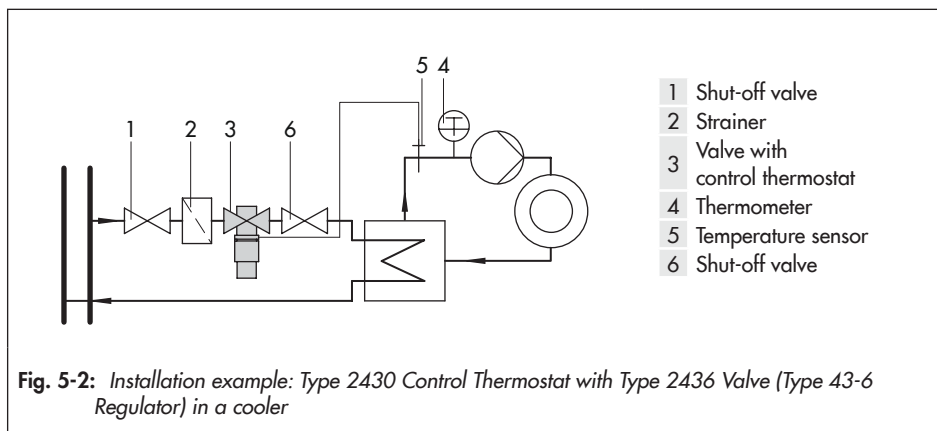 5 4
1 2 3 6
1 Shut-off valve
2 Strainer
3 Valve with
control thermostat
4 Thermometer
5 Temperature sensor
6 Shut-off valve
Fig. 5-2: Installation example: Type 2430 Control Thermostat with Type 2436 Valve (Type 43-6
Regulator) in a cooler